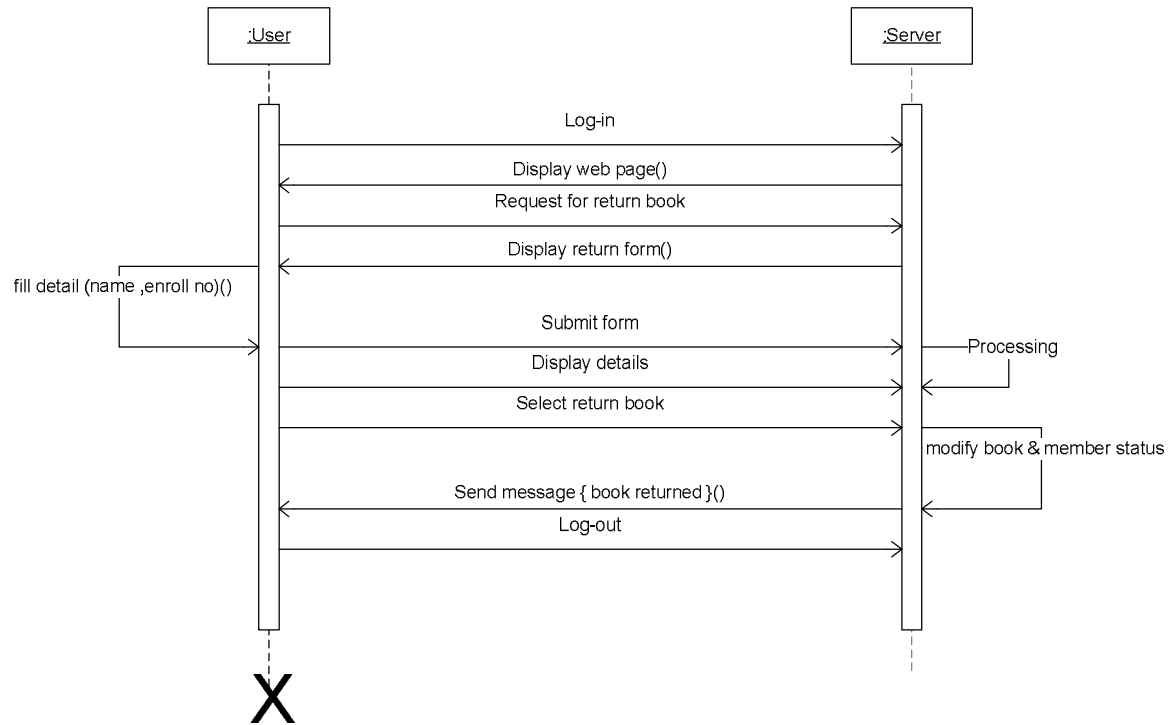 :User
:Server
Log-in
Display web page()
Request for return book
Display return form()
fill detail (name ,enroll no)()
Submit form
Processing
Display details
Select return book
modify book & member status
Send message { book returned }()
Log-out